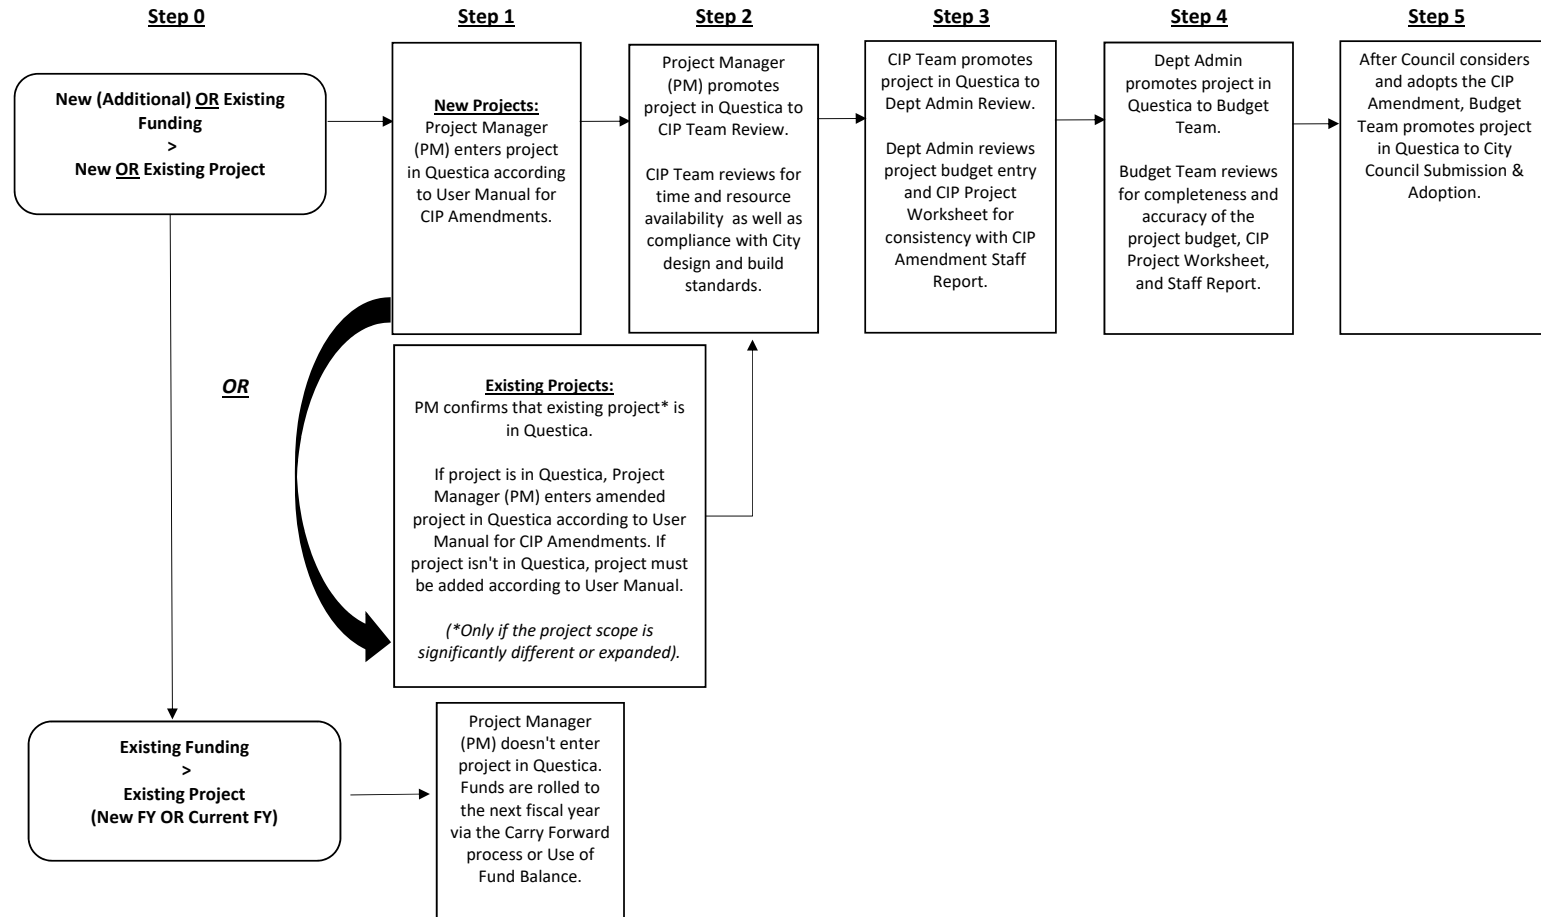 Step 0
Step 1
Step 2
Step 3
Step 4
Step 5
New (Additional) OR Existing
Funding
>
New OR Existing Project
New Projects:
Project Manager
(PM) enters project
in Questica according
to User Manual for
CIP Amendments.
Project Manager
(PM) promotes
project in Questica to
CIP Team Review.
CIP Team reviews for
time and resource
availability as well as
compliance with City
design and build
standards.
CIP Team promotes
project in Questica to
Dept Admin Review.
Dept Admin reviews
project budget entry
and CIP Project
Worksheet for
consistency with CIP
Amendment Staff
Report.
Dept Admin
promotes project in
Questica to Budget
Team.
Budget Team reviews
for completeness and
accuracy of the
project budget, CIP
Project Worksheet,
and Staff Report.
After Council considers
and adopts the CIP
Amendment, Budget
Team promotes project
in Questica to City
Council Submission &
Adoption.
OR
Existing Projects:
PM confirms that existing project* is
in Questica.
If project is in Questica, Project
Manager (PM) enters amended
project in Questica according to User
Manual for CIP Amendments. If
project isn't in Questica, project must
be added according to User Manual.
(*Only if the project scope is
significantly different or expanded).
Existing Funding
>
Existing Project
(New FY OR Current FY)
Project Manager
(PM) doesn't enter
project in Questica.
Funds are rolled to
the next fiscal year
via the Carry Forward
process or Use of
Fund Balance.